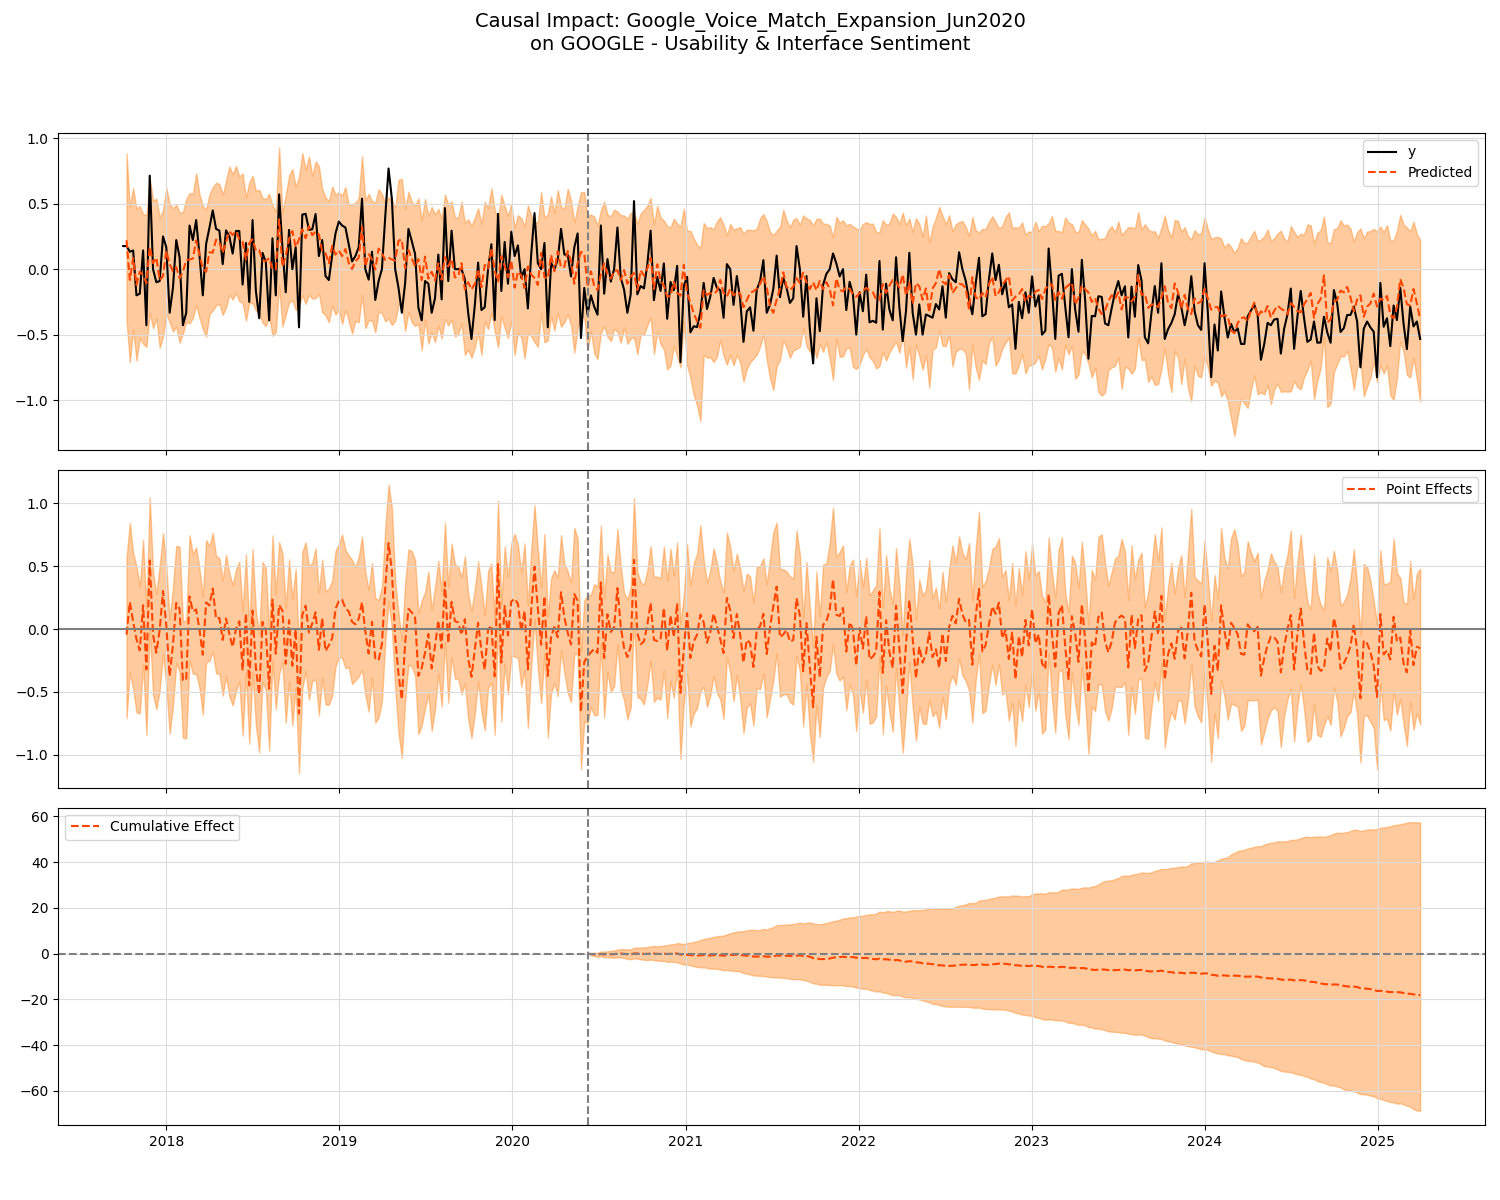 Causal Impact: Google_Voice_Match_Expansion_Jun2020
on GOOGLE - Usability & Interface Sentiment
y
Predicted
1.0
0.5
0.0
−0.5
−1.0
Point Effects
1.0
0.5
0.0
−0.5
−1.0
Cumulative Effect
60
40
20
0
−20
−40
−60
2018 2019 2020 2021 2022 2023 2024 2025